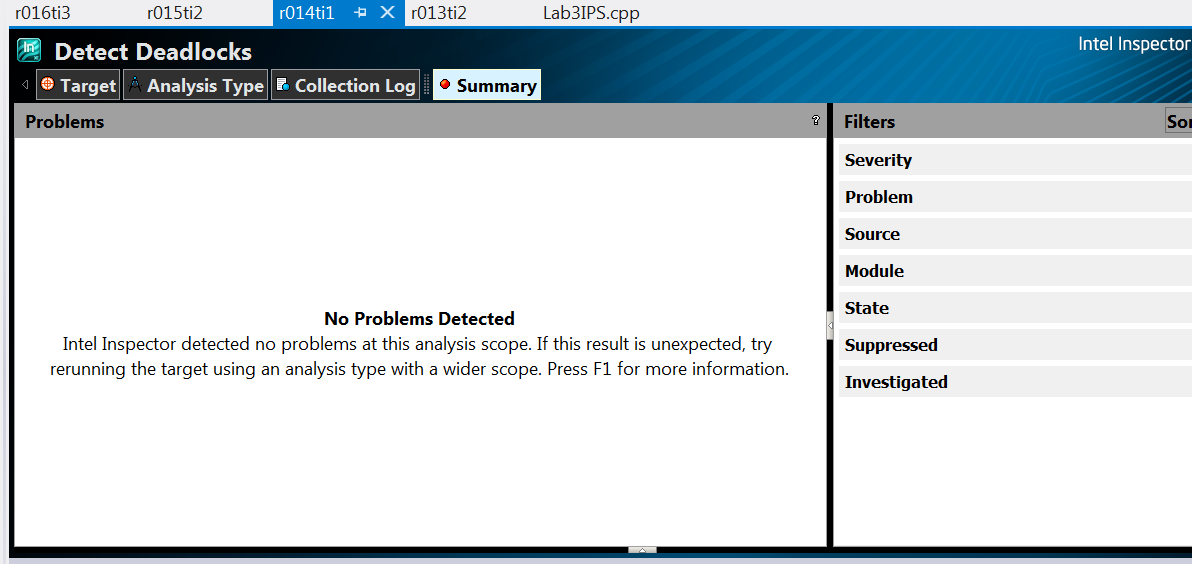 r016ti3 r015ti2 r014ti1 r013ti2 Lab3IPS.cpp
Detect Deadlocks
Intel Inspector
Target Analysis Type Collection Log Summary
Problems ?
Filters
Severity
Problem
Source
Module
State
Suppressed
Investigated
No Problems Detected
Intel Inspector detected no problems at this analysis scope. If this result is unexpected, try
rerunning the target using an analysis type with a wider scope. Press F1 for more information.